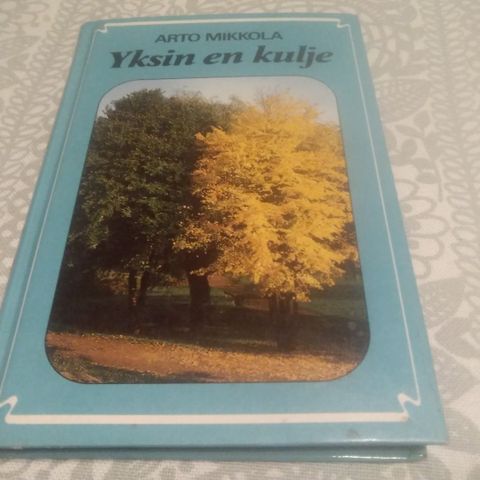 ARTO MIKKOLA
Yksin en kulje